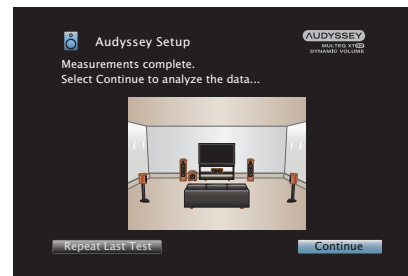 Audyssey Setup
AUDYSSEY
MULTEQ XT32
DYNAMIC VOLUME
Measurements complete.
Select Continue to analyze the data...
Repeat Last Test
Continue